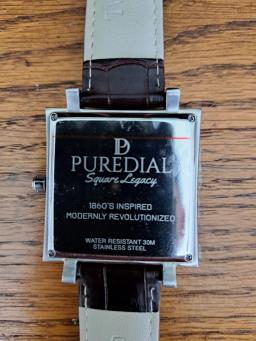 PD
PUREDIAL
Square Legacy
1860'S INSPIRED
MODERNLY REVOLUTIONIZED
WATER RESISTANT 30M
STAINLESS STEEL